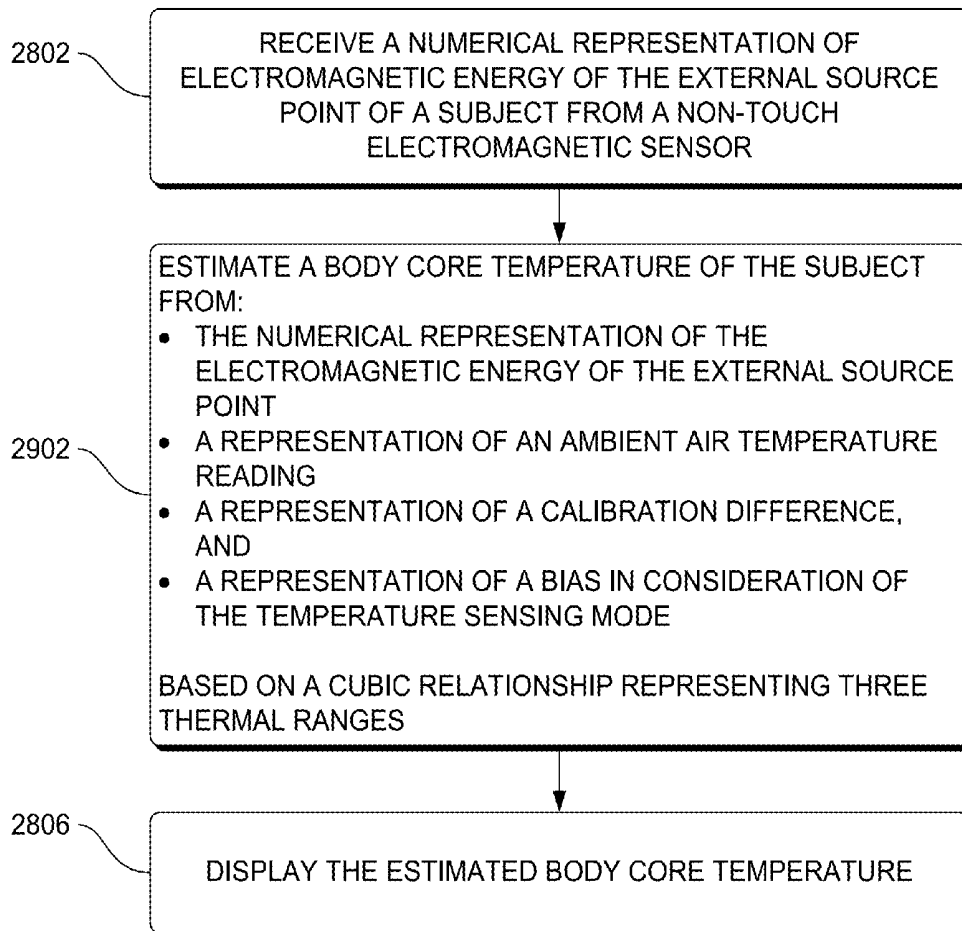 2802
RECEIVE A NUMERICAL REPRESENTATION OF
ELECTROMAGNETIC ENERGY OF THE EXTERNAL SOURCE
POINT OF A SUBJECT FROM A NON-TOUCH
ELECTROMAGNETIC SENSOR
2902
ESTIMATE A BODY CORE TEMPERATURE OF THE SUBJECT
FROM:
• THE NUMERICAL REPRESENTATION OF THE
ELECTROMAGNETIC ENERGY OF THE EXTERNAL SOURCE
POINT
• A REPRESENTATION OF AN AMBIENT AIR TEMPERATURE
READING
• A REPRESENTATION OF A CALIBRATION DIFFERENCE,
AND
• A REPRESENTATION OF A BIAS IN CONSIDERATION OF
THE TEMPERATURE SENSING MODE
BASED ON A CUBIC RELATIONSHIP REPRESENTING THREE
THERMAL RANGES
2806
DISPLAY THE ESTIMATED BODY CORE TEMPERATURE